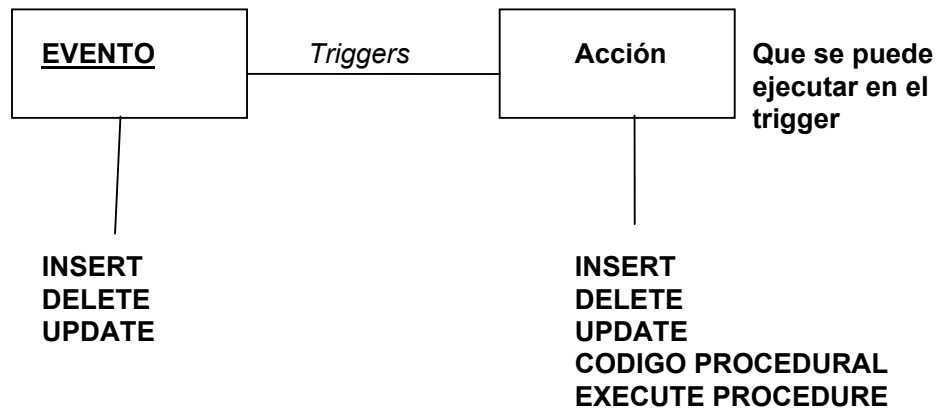 EVENTO
Triggers
Acción
Que se puede
ejecutar en el
trigger
INSERT
DELETE
UPDATE
INSERT
DELETE
UPDATE
CODIGO PROCEDURAL
EXECUTE PROCEDURE